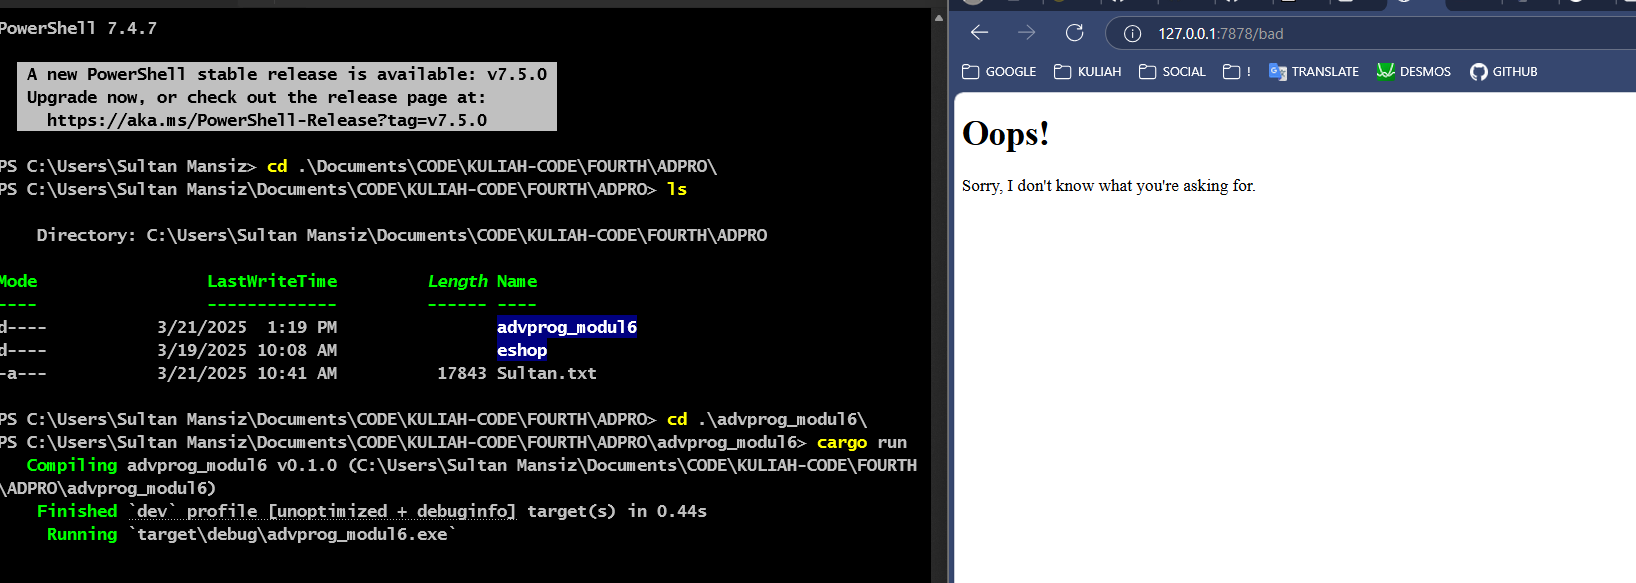 PowerShell 7.4.7
A new PowerShell stable release is available: v7.5.0
Upgrade now, or check out the release page at:
https://aka.ms/PowerShell-Release?tag=v7.5.0
PS C:\Users\Sultan Mansiz> cd .\Documents\CODE\KULIAH-CODE\FOURTH\ADPRO\
PS C:\Users\Sultan Mansiz\Documents\CODE\KULIAH-CODE\FOURTH\ADPRO> ls
Directory: C:\Users\Sultan Mansiz\Documents\CODE\KULIAH-CODE\FOURTH\ADPRO
Mode LastWriteTime Length Name
---- ------------- ------ ----
d---- 3/21/2025 1:19 PM advprog_modul6
d---- 3/19/2025 10:08 AM eshop
-a--- 3/21/2025 10:41 AM 17843 Sultan.txt
PS C:\Users\Sultan Mansiz\Documents\CODE\KULIAH-CODE\FOURTH\ADPRO> cd .\advprog_modul6\
PS C:\Users\Sultan Mansiz\Documents\CODE\KULIAH-CODE\FOURTH\ADPRO\advprog_modul6> cargo run
Compiling advprog_modul6 v0.1.0 (C:\Users\Sultan Mansiz\Documents\CODE\KULIAH-CODE\FOURTH
\ADPRO\advprog_modul6)
Finished `dev` profile [unoptimized + debuginfo] target(s) in 0.44s
Running `target\debug\advprog_modul6.exe`
127.0.0.1:7878/bad
GOOGLE KULIAH SOCIAL ! TRANSLATE DESMOS GITHUB
Oops!
Sorry, I don't know what you're asking for.